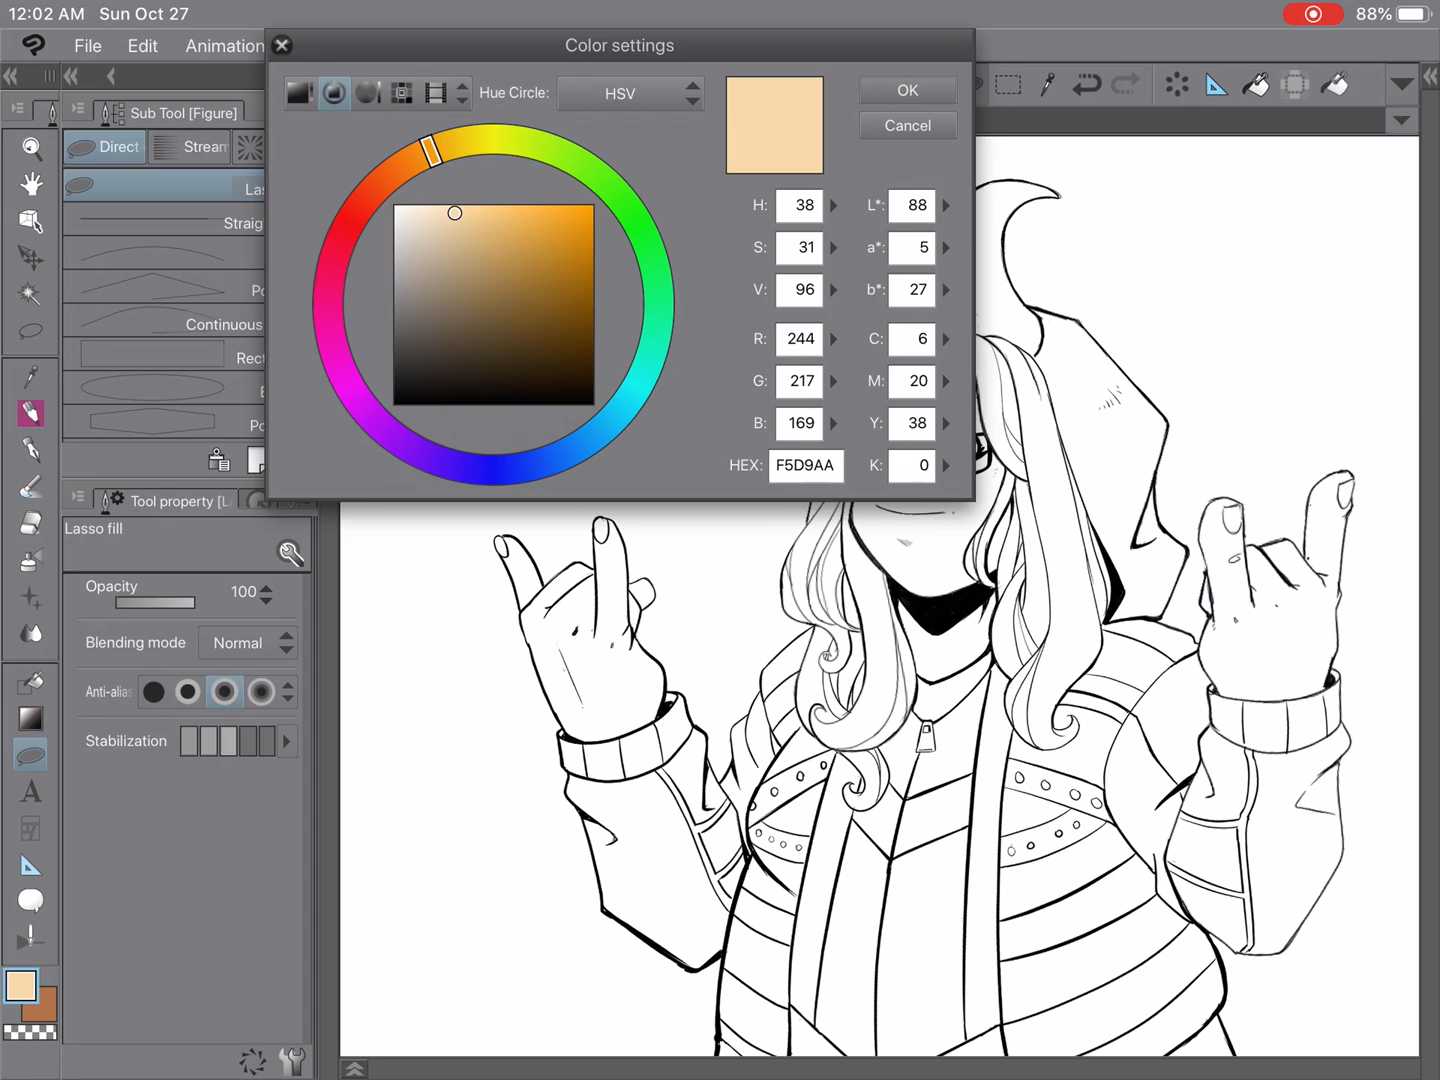 12:02 AM Sun Oct 27
88%
File Edit Animation
Color settings
Sub Tool [Figure]
Direct
Stream
Las
Straig
Po
Continuous
Rect
E
Po
Hue Circle: HSV
OK
Cancel
H: 38 L*: 88
S: 31 a*: 5
V: 96 b*: 27
R: 244 C: 6
G: 217 M: 20
B: 169 Y: 38
HEX: F5D9AA K: 0
Tool property [L
Lasso fill
Opacity 100
Blending mode Normal
Anti-alias
Stabilization
A